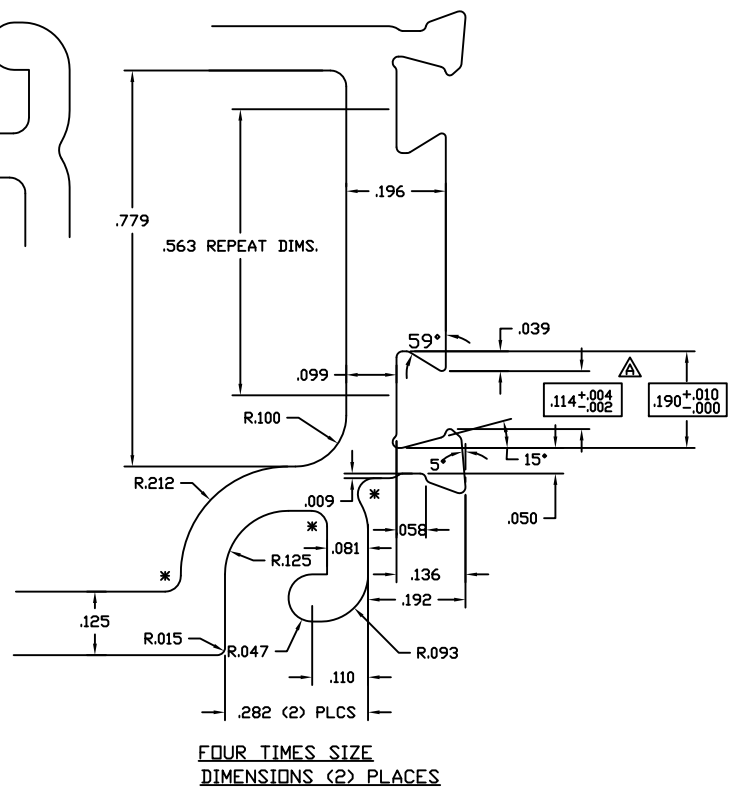 .196
.779
.563 REPEAT DIMS.
59°
.039
.099
A
.114 +.004 -.002
.190 +.010 -.000
R.100
5°
15°
R.212
.009
*
.050
*
.058
.081
R.125
*
.136
.192
.125
R.015
R.047
R.093
.110
.282 (2) PLCS
FOUR TIMES SIZE
DIMENSIONS (2) PLACES